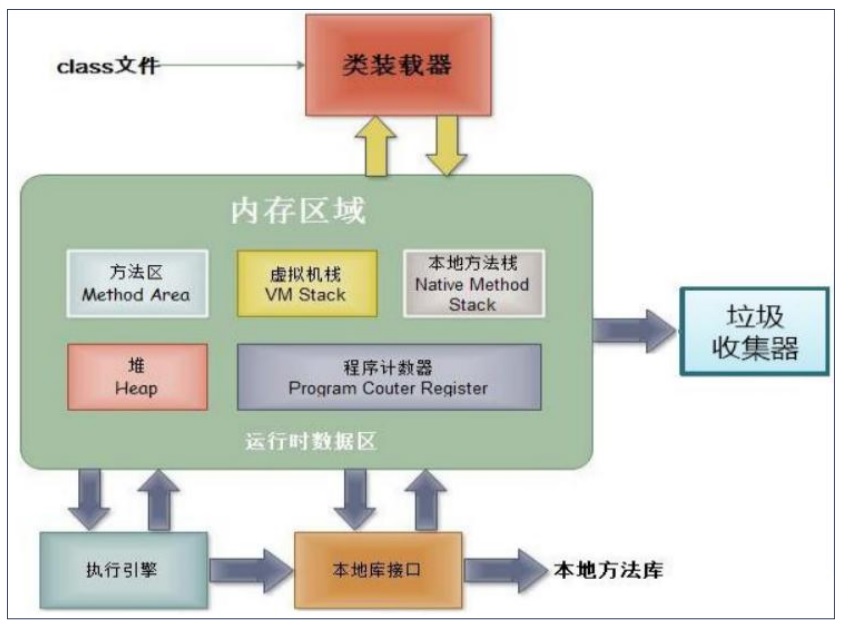 类装载器
class文件
内存区域
方法区
Method Area
虚拟机栈
VM Stack
本地方法栈
Native Method
Stack
堆
Heap
程序计数器
Program Couter Register
运行时数据区
垃圾
收集器
执行引擎
本地库接口
本地方法库